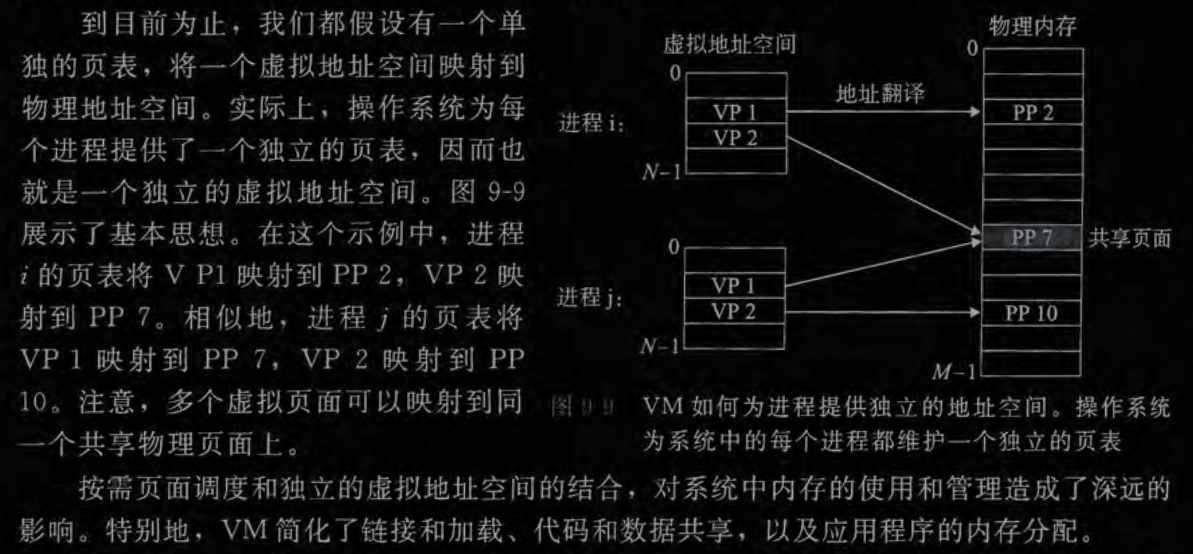 到目前为止，我们都假设有一个单
独的页表，将一个虚拟地址空间映射到
物理地址空间。实际上，操作系统为每
个进程提供了一个独立的页表，因而也
就是一个独立的虚拟地址空间。图 9-9
展示了基本思想。在这个示例中，进程
i 的页表将 V P1 映射到 PP 2，VP 2 映
射到 PP 7。相似地，进程 j 的页表将
VP 1 映射到 PP 7，VP 2 映射到 PP
10。注意，多个虚拟页面可以映射到同
一个共享物理页面上。
虚拟地址空间
物理内存
地址翻译
进程 i:
0
VP 1
VP 2
N-1
进程 j:
0
VP 1
VP 2
N-1
0
PP 2
PP 7
共享页面
PP 10
M-1
图 9-9
VM 如何为进程提供独立的地址空间。操作系统
为系统中的每个进程都维护一个独立的页表
按需页面调度和独立的虚拟地址空间的结合，对系统中内存的使用和管理造成了深远的
影响。特别地，VM 简化了链接和加载、代码和数据共享，以及应用程序的内存分配。